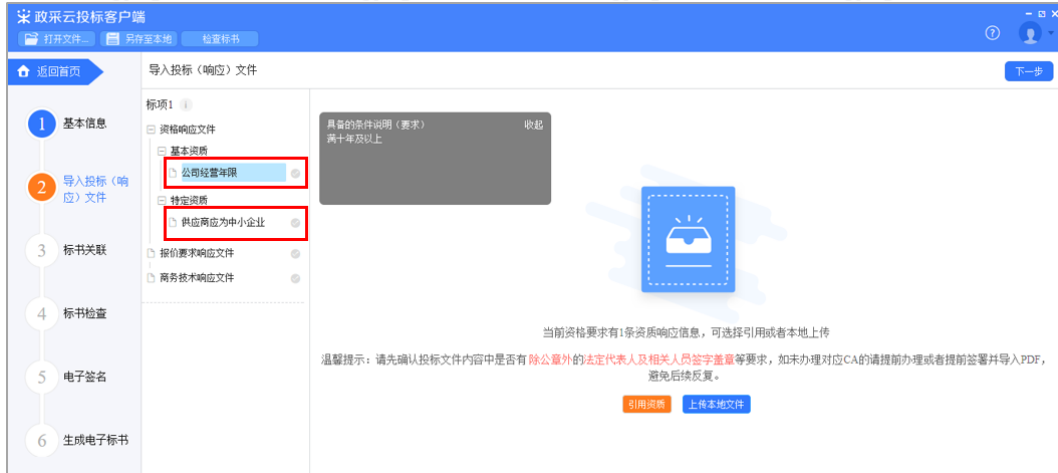 政采云投标客户端
打开文件... 另存至本地 检查标书
返回首页
导入投标（响应）文件
下一步
1 基本信息
2 导入投标（响
应）文件
3 标书关联
4 标书检查
5 电子签名
6 生成电子标书
标项1
资格响应文件
基本资质
公司经营年限
特定资质
供应商应为中小企业
报价要求响应文件
商务技术响应文件
具备的条件说明（要求） 收起
满十年及以上
当前资格要求有1条资质响应信息，可选择引用或者本地上传
温馨提示：请先确认投标文件内容中是否有除公章外的法定代表人及相关人员签字盖章等要求，如未办理对应CA的请提前办理或者提前签署并导入PDF，
避免后续反复。
引用资质 上传本地文件